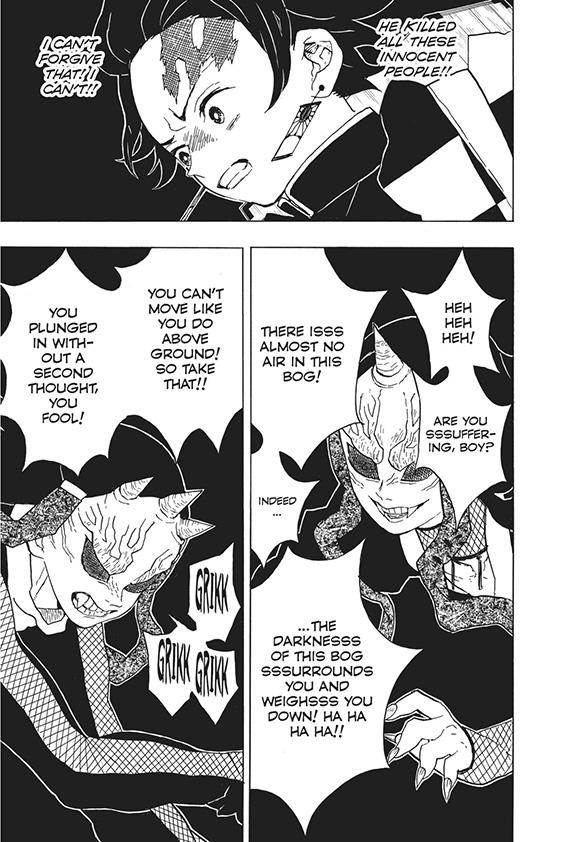 HE KILLED
ALL THESE
INNOCENT
PEOPLE!!
I CAN'T
FORGIVE
THAT! I
CAN'T!!
HEH
HEH
HEH!
ARE YOU
SSSUFFER-
ING, BOY?
THERE ISSS
ALMOST NO
AIR IN THIS
BOG!
INDEED
...
...THE
DARKNESSS
OF THIS BOG
SSSURROUNDS
YOU AND
WEIGHSSS YOU
DOWN! HA HA
HA HA!!
YOU CAN'T
MOVE LIKE
YOU DO
ABOVE
GROUND!
SO TAKE
THAT!!
YOU
PLUNGED
IN WITH-
OUT A
SECOND
THOUGHT,
YOU
FOOL!
GRIKK
GRIKK
GRIKK